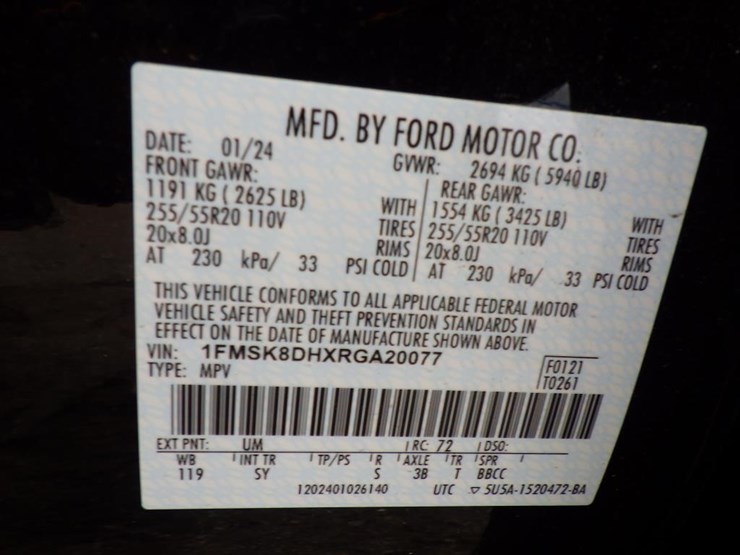 MFD. BY FORD MOTOR CO.
DATE: 01/24 GVWR: 2694 KG ( 5940 LB)
FRONT GAWR: REAR GAWR:
1191 KG ( 2625 LB) WITH 1554 KG ( 3425 LB) WITH
255/55R20 110V TIRES 255/55R20 110V TIRES
20x8.0J RIMS 20x8.0J RIMS
AT 230 kPa/ 33 PSI COLD AT 230 kPa/ 33 PSI COLD
THIS VEHICLE CONFORMS TO ALL APPLICABLE FEDERAL MOTOR
VEHICLE SAFETY AND THEFT PREVENTION STANDARDS IN
EFFECT ON THE DATE OF MANUFACTURE SHOWN ABOVE.
VIN: 1FMSK8DHXRGA20077 F0121
TYPE: MPV T0261
EXT PNT: UM RC: 72 DSO:
WB INT TR TP/PS R AXLE TR SPR
119 SY S 3B T BBCC
1202401026140 UTC ▽ 5U5A-1520472-BA